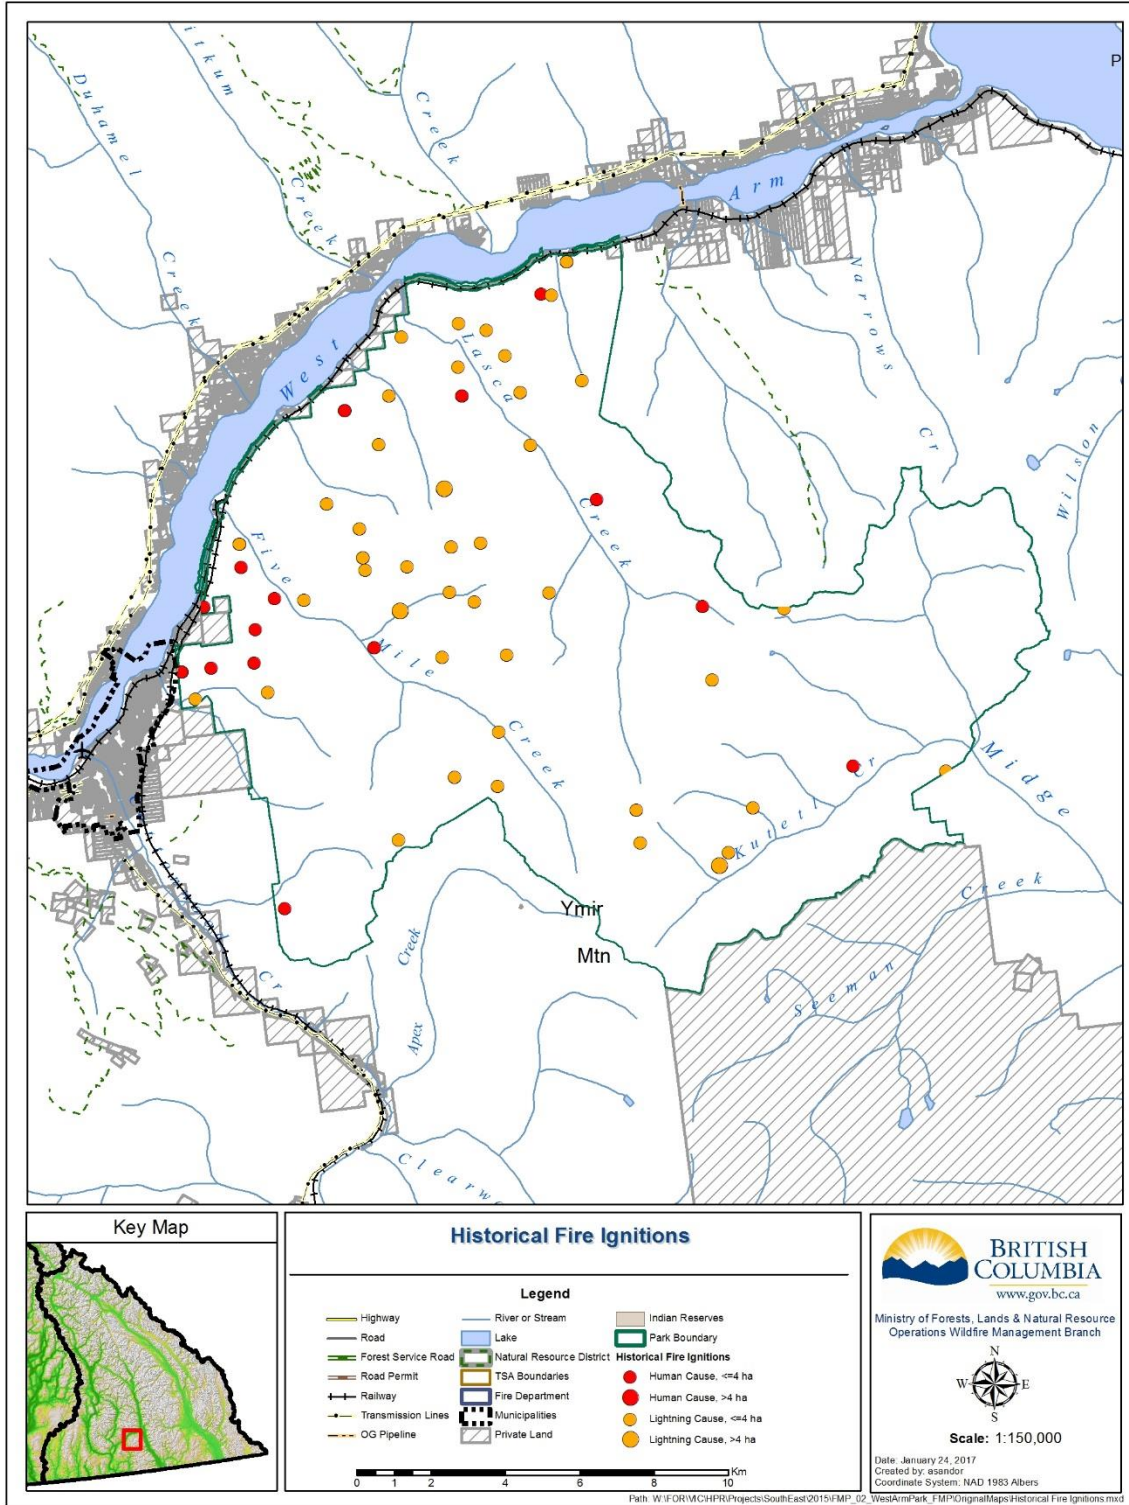 P
Duhamel
Creek
itkum
Creek
Creek
West
Arm
Lasca
Creek
Narrows
Cr
Wilson
Five
Mile
Creek
Midge
Kutetl Cr
Creek
Ymir
Mtn
Seeman
Creek
Apex
Cottonwood
Cr
Clearw
Key Map
Historical Fire Ignitions
Legend
Highway
Road
Forest Service Road
Road Permit
Railway
Transmission Lines
OG Pipeline
River or Stream
Lake
Natural Resource District
TSA Boundaries
Fire Department
Municipalities
Private Land
Indian Reserves
Park Boundary
Historical Fire Ignitions
Human Cause, <=4 ha
Human Cause, >4 ha
Lightning Cause, <=4 ha
Lightning Cause, >4 ha
Km
0 1 2 4 6 8 10
BRITISH
COLUMBIA
www.gov.bc.ca
Ministry of Forests, Lands & Natural Resource
Operations Wildfire Management Branch
N
W E
S
Scale: 1:150,000
Date: January 24, 2017
Created by: asandor
Coordinate System: NAD 1983 Albers
Path: W:\FOR\VIC\HPR\Projects\SouthEast\2015\FMP_02_WestArmPark_FMP\OriginalMaps\Historical Fire Ignitions.mxd